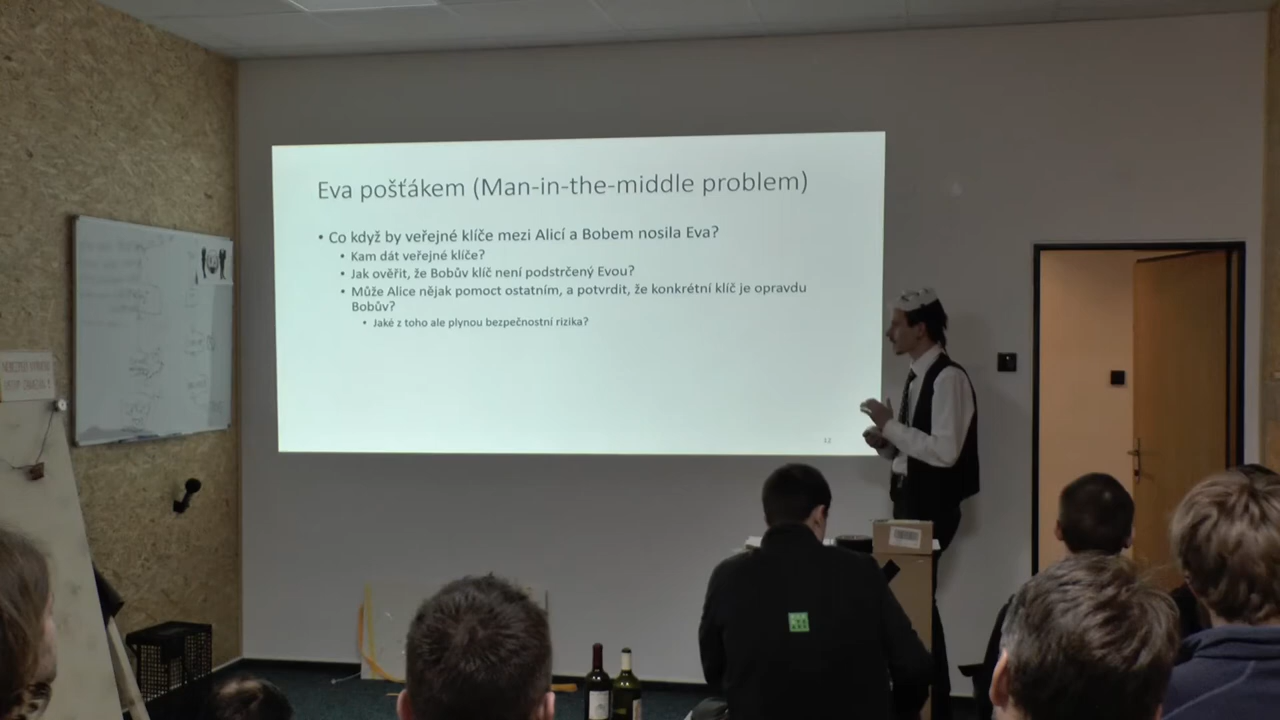 Eva pošťákem (Man-in-the-middle problem)
• Co když by veřejné klíče mezi Alicí a Bobem nosila Eva?
• Kam dát veřejné klíče?
• Jak ověřit, že Bobův klíč není podstrčený Evou?
• Může Alice nějak pomoct ostatním, a potvrdit, že konkrétní klíč je opravdu
Bobův?
• Jaké z toho ale plynou bezpečnostní rizika?
12